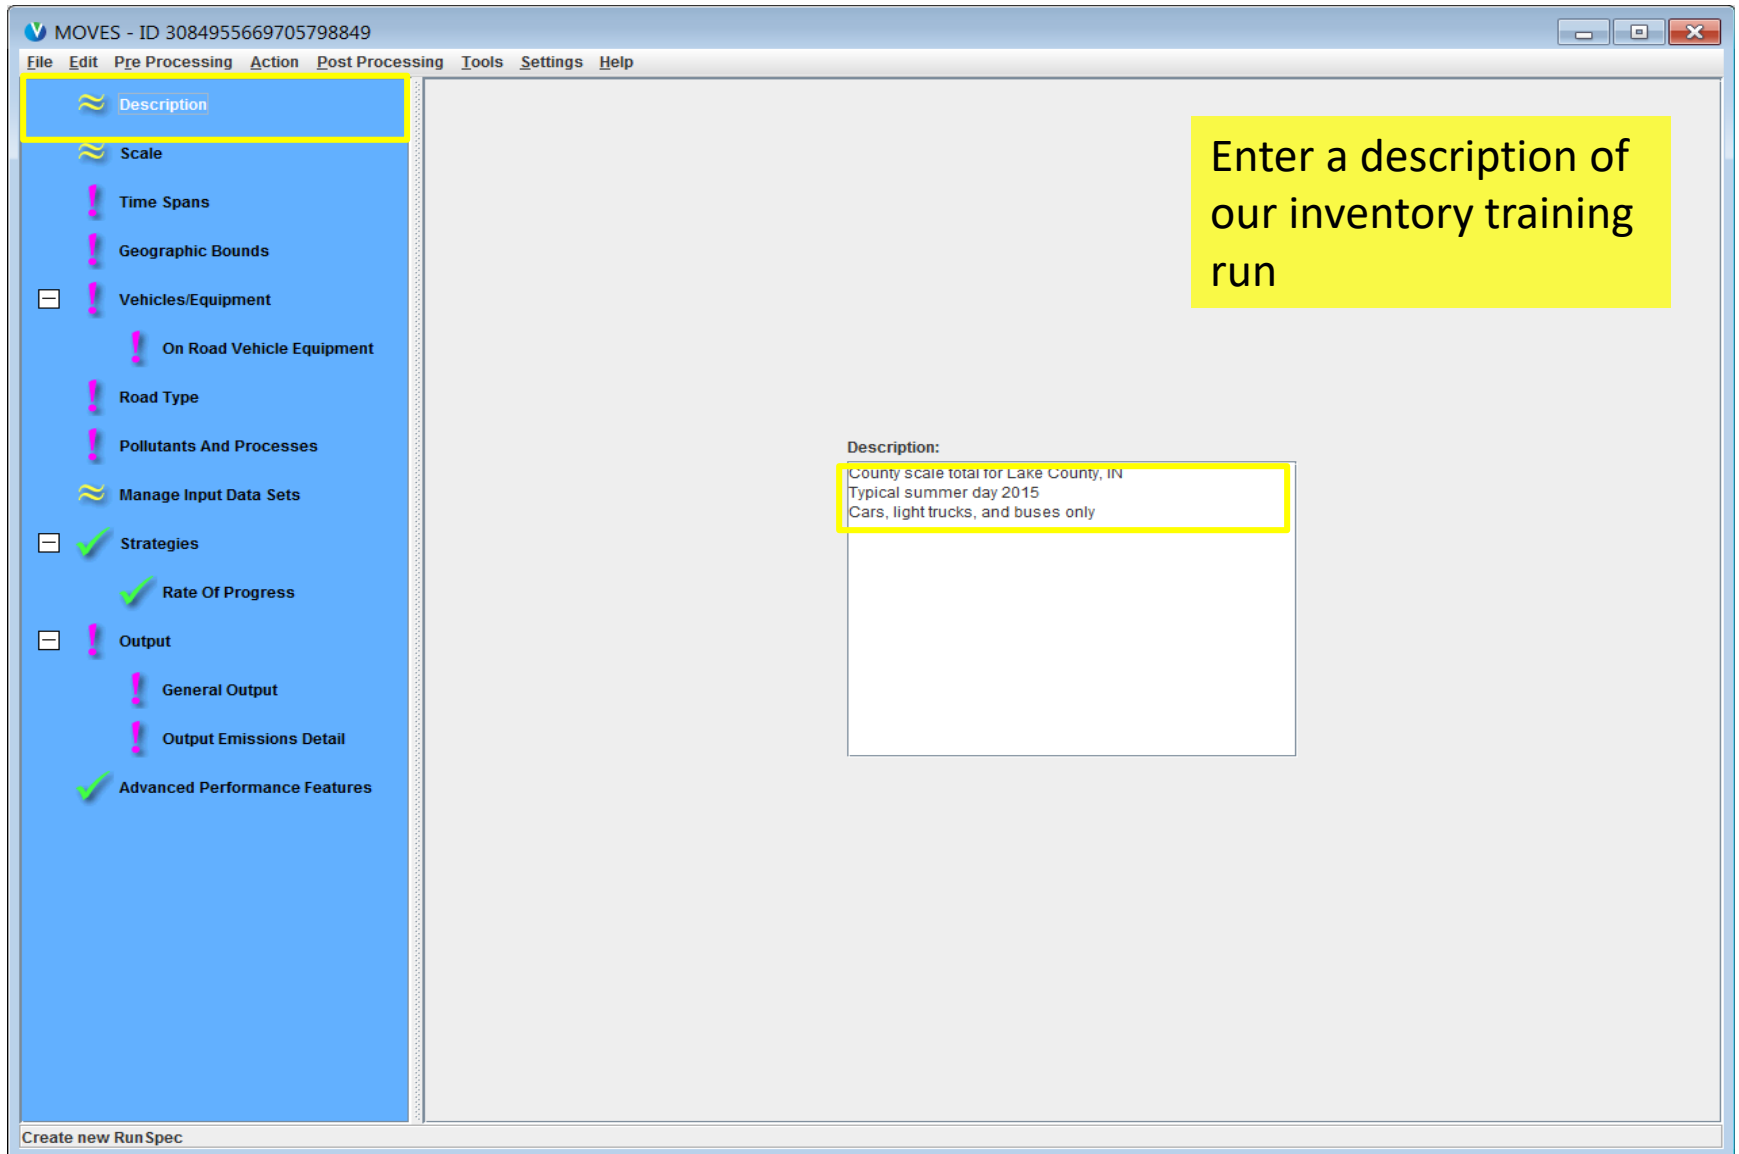 MOVES - ID 3084955669705798849
File Edit Pre Processing Action Post Processing Tools Settings Help
Description
Scale
Time Spans
Geographic Bounds
Vehicles/Equipment
On Road Vehicle Equipment
Road Type
Pollutants And Processes
Manage Input Data Sets
Strategies
Rate Of Progress
Output
General Output
Output Emissions Detail
Advanced Performance Features
Enter a description of
our inventory training
run
Description:
County scale total for Lake County, IN
Typical summer day 2015
Cars, light trucks, and buses only
Create new RunSpec